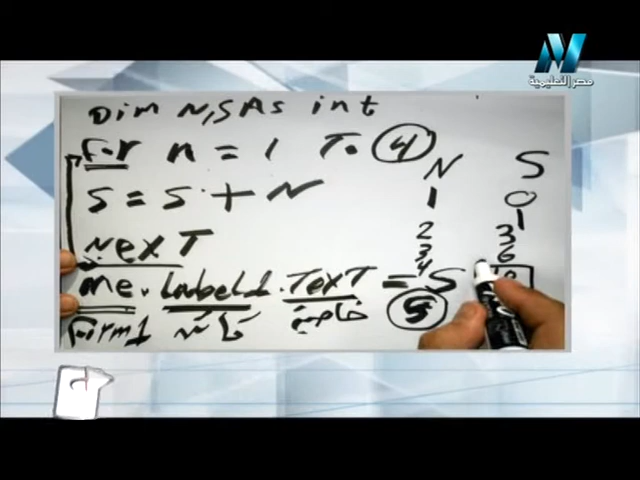 مصر التعليمية
Dim N,S As int
For n = 1 To 4
S = S + N
Next
me.Label1.Text = S
Form1
خاصية
N S
1 0
1
2 3
3 6
4 10
5